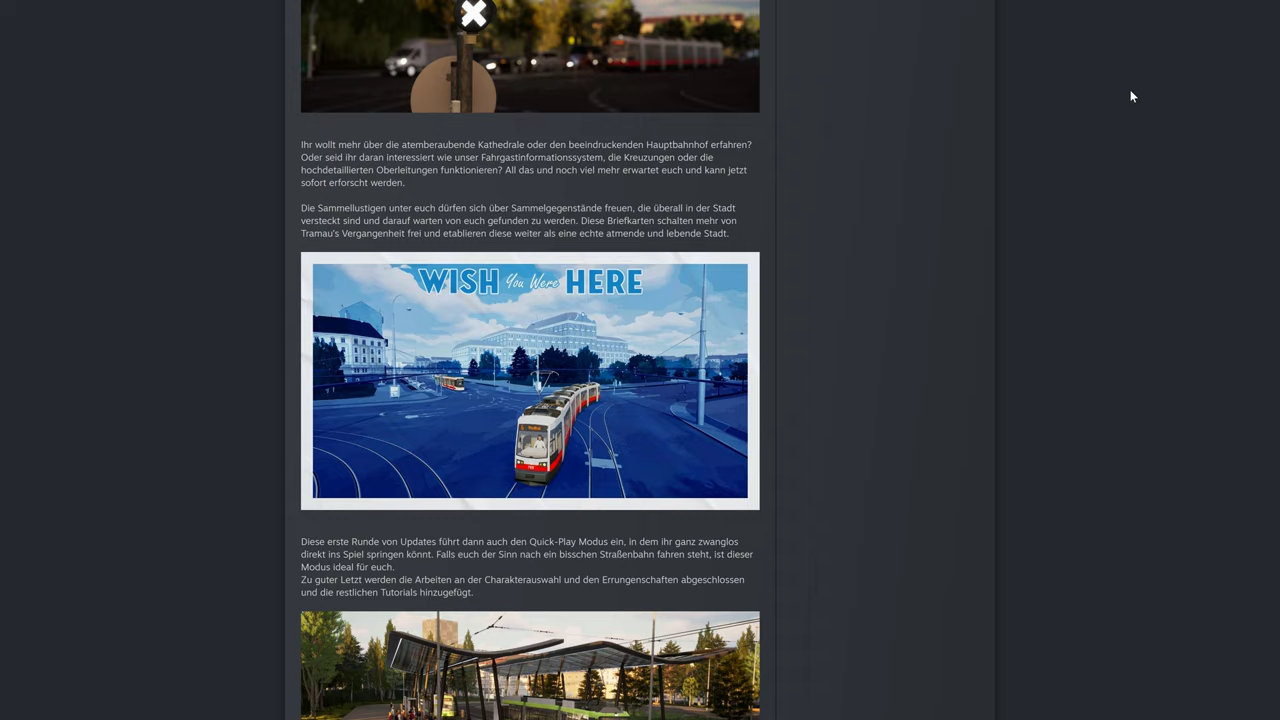 Ihr wollt mehr über die atemberaubende Kathedrale oder den beeindruckenden Hauptbahnhof erfahren?
Oder seid ihr daran interessiert wie unser Fahrgastinformationssystem, die Kreuzungen oder die
hochdetaillierten Oberleitungen funktionieren? All das und noch viel mehr erwartet euch und kann jetzt
sofort erforscht werden.
Die Sammellustigen unter euch dürfen sich über Sammelgegenstände freuen, die überall in der Stadt
versteckt sind und darauf warten von euch gefunden zu werden. Diese Briefkarten schalten mehr von
Tramau's Vergangenheit frei und etablieren diese weiter als eine echte atmende und lebende Stadt.
WISH You Were HERE
Diese erste Runde von Updates führt dann auch den Quick-Play Modus ein, in dem ihr ganz zwanglos
direkt ins Spiel springen könnt. Falls euch der Sinn nach ein bisschen Straßenbahn fahren steht, ist dieser
Modus ideal für euch.
Zu guter Letzt werden die Arbeiten an der Charakterauswahl und den Errungenschaften abgeschlossen
und die restlichen Tutorials hinzugefügt.